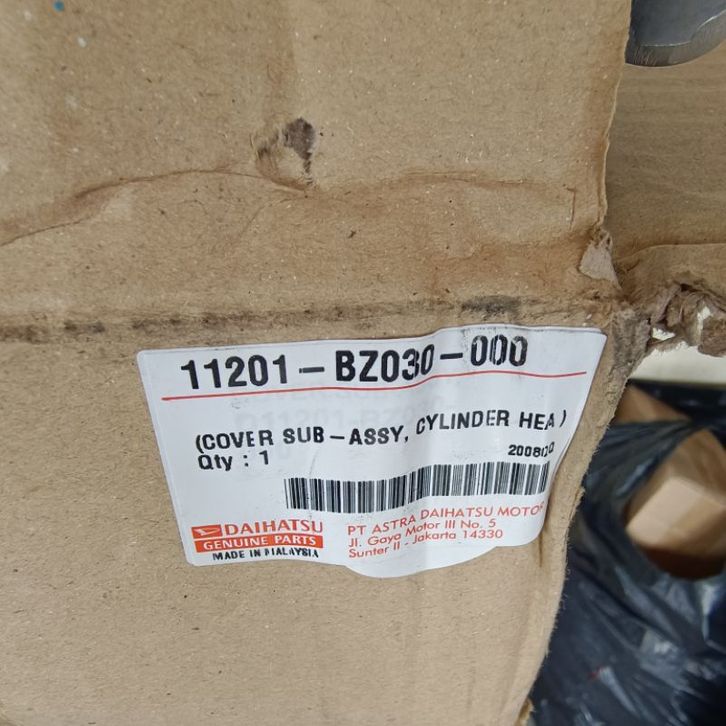 11201-BZ030-000
(COVER SUB-ASSY, CYLINDER HEA)
Qty : 1
DAIHATSU
GENUINE PARTS
MADE IN MALAYSIA
PT ASTRA DAIHATSU MOTOR
Jl. Gaya Motor III No. 5
Sunter II - Jakarta 14330